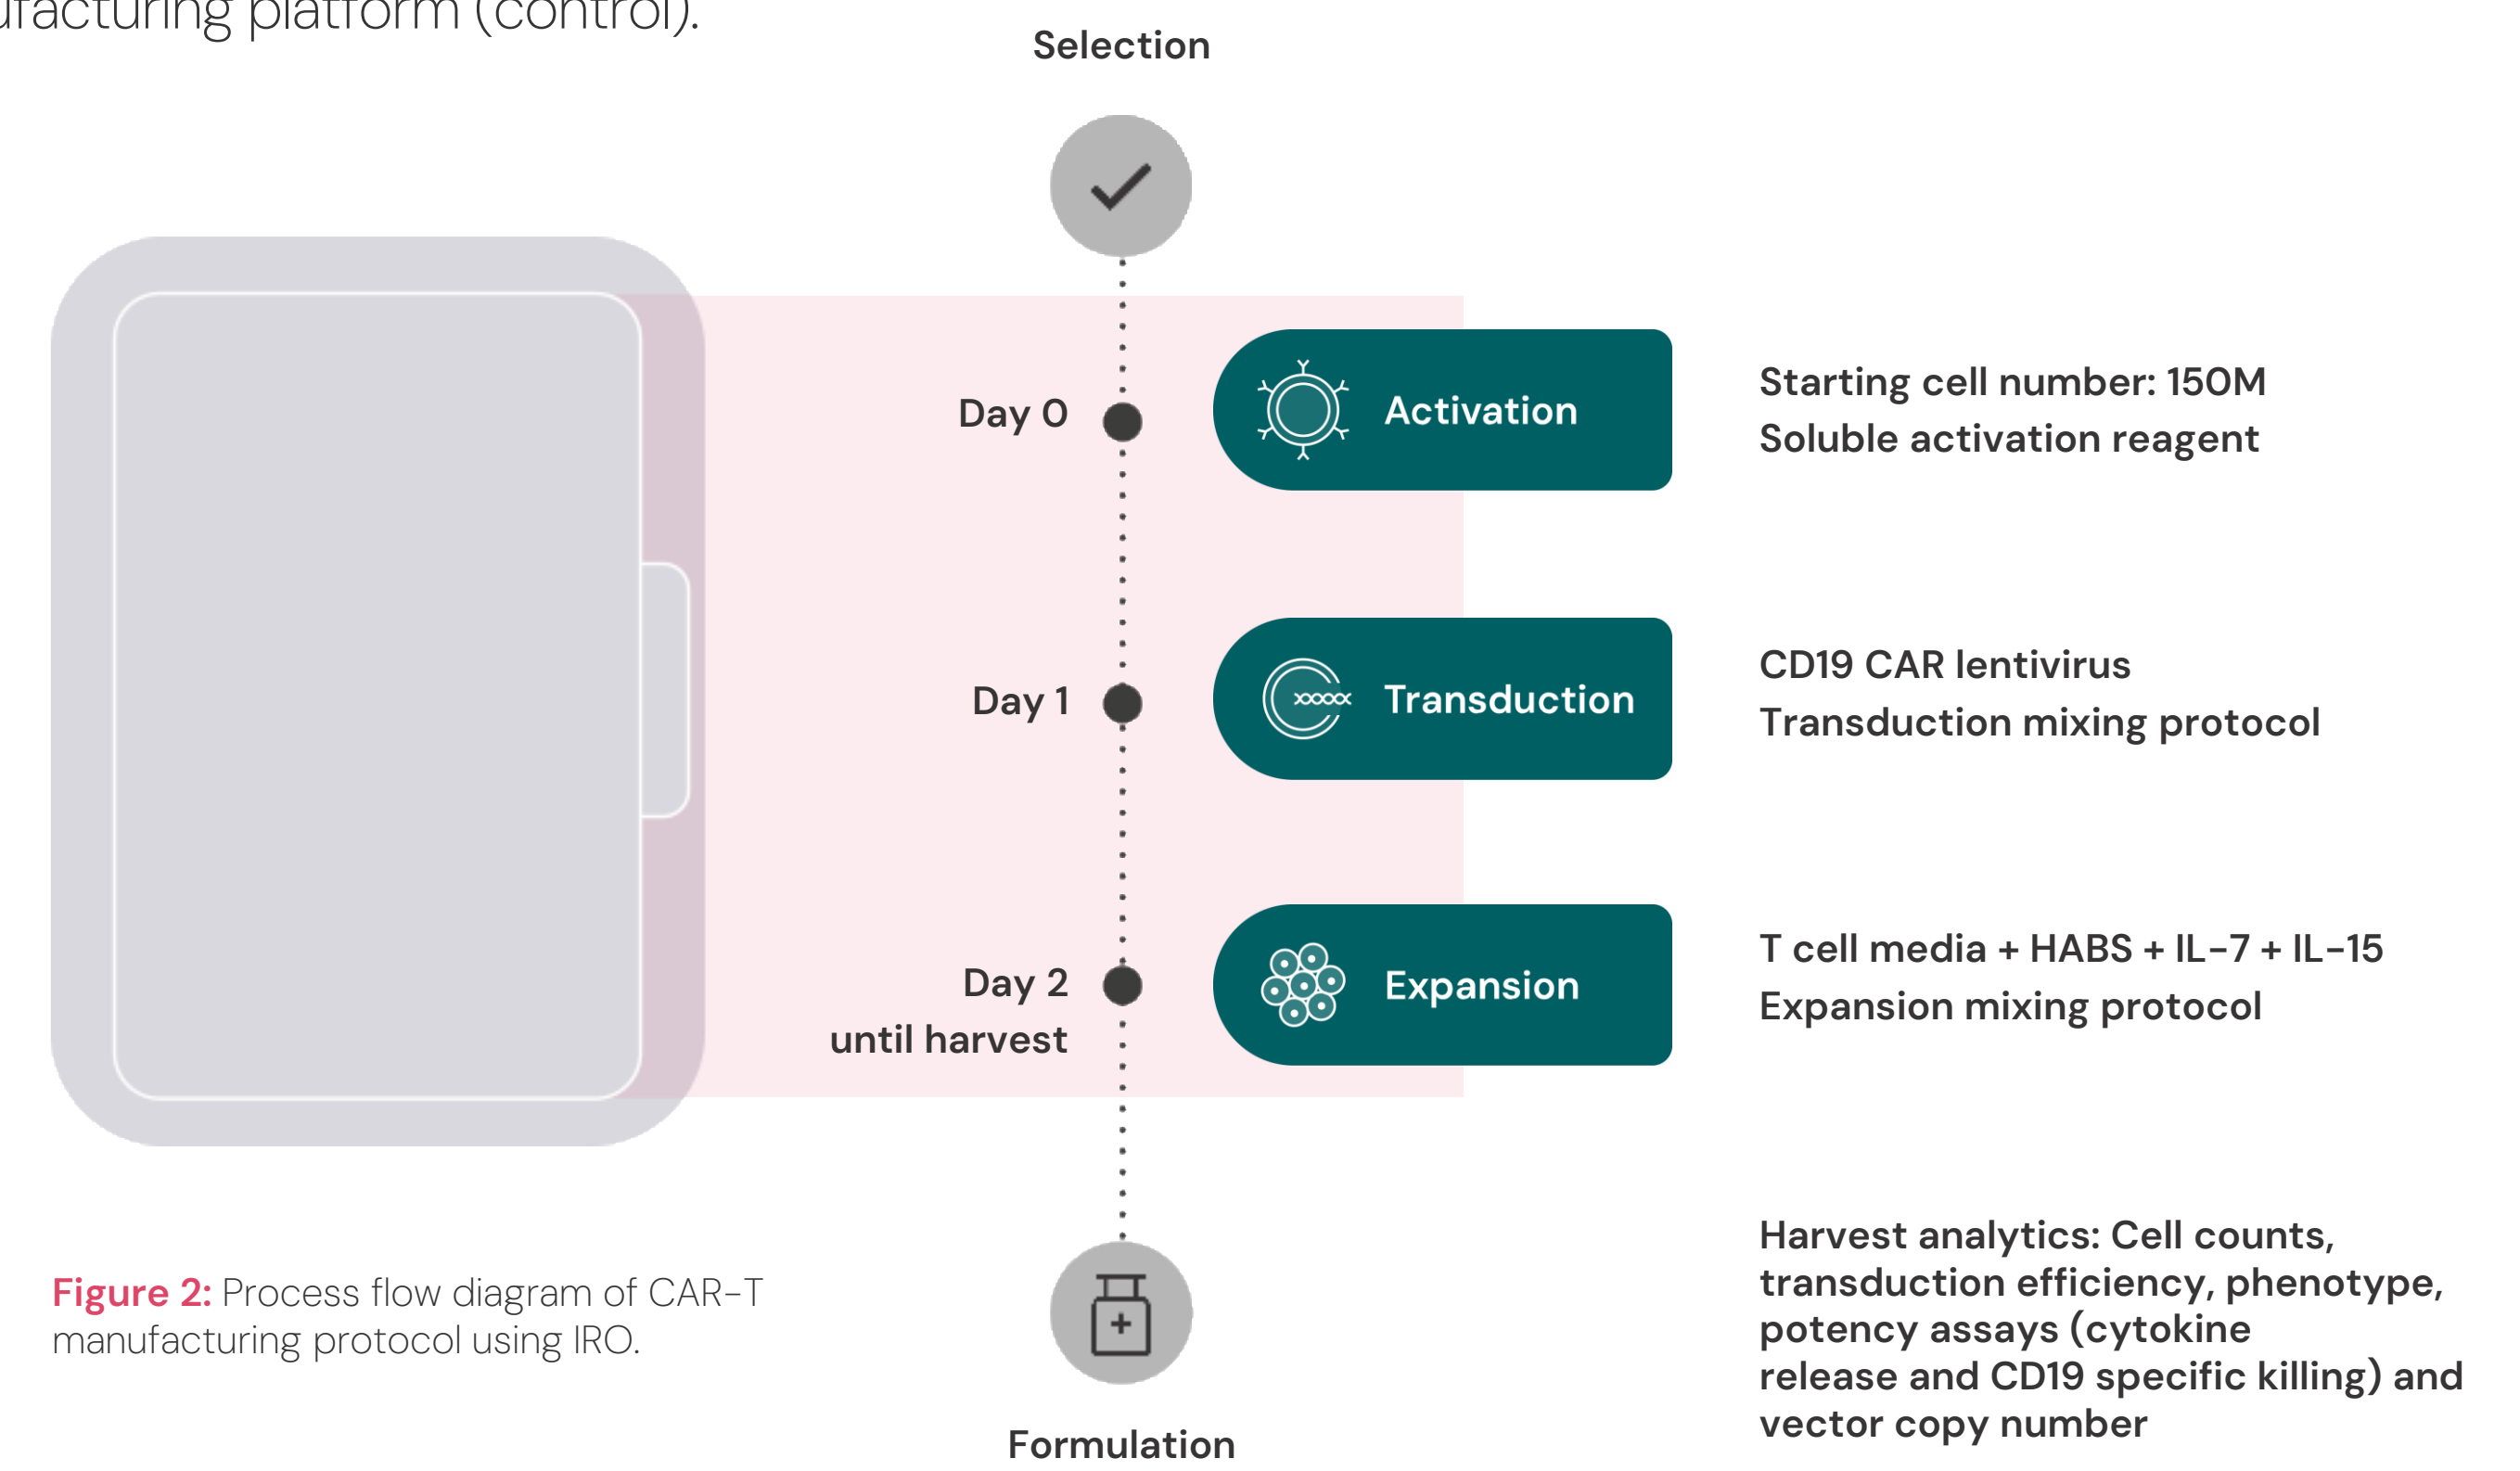 manufacturing platform (control).
Selection
Day 0
Activation
Starting cell number: 150M
Soluble activation reagent
Day 1
Transduction
CD19 CAR lentivirus
Transduction mixing protocol
Day 2
until harvest
Expansion
T cell media + HABS + IL-7 + IL-15
Expansion mixing protocol
Figure 2: Process flow diagram of CAR-T
manufacturing protocol using IRO.
Formulation
Harvest analytics: Cell counts,
transduction efficiency, phenotype,
potency assays (cytokine
release and CD19 specific killing) and
vector copy number